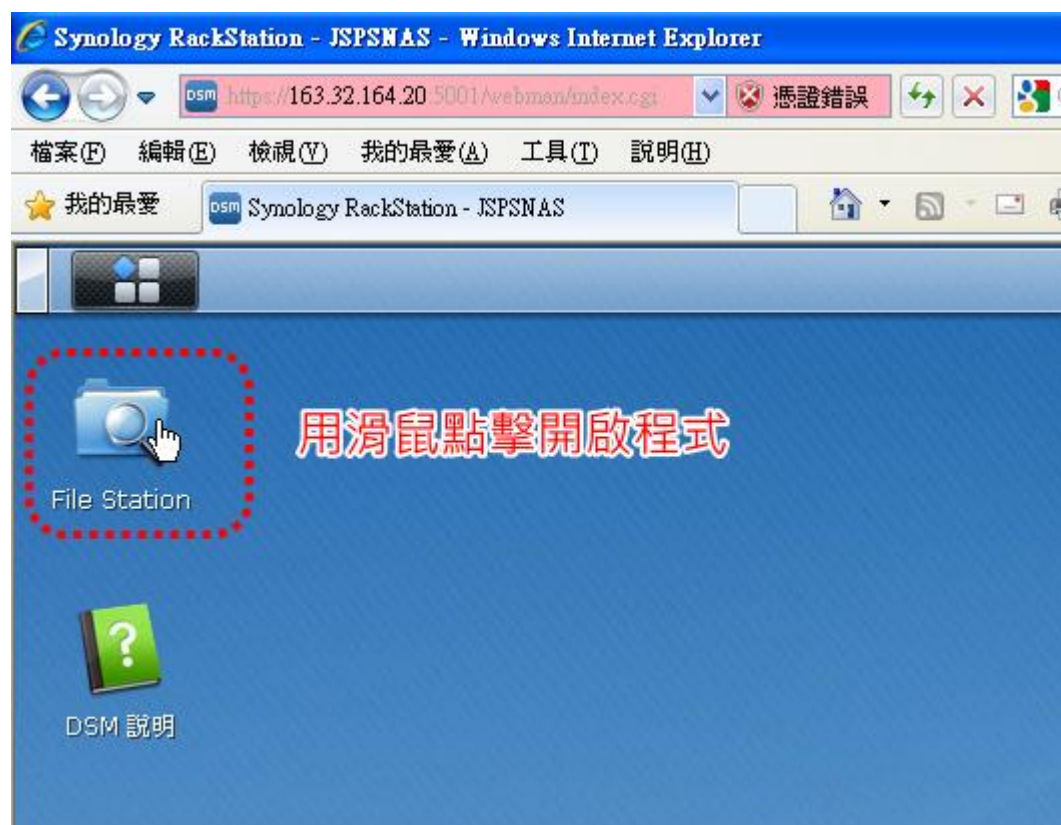 Synology RackStation - JSPSNAS - Windows Internet Explorer
DSM https://163.32.164.20:5001/webman/index.cgi 憑證錯誤
檔案(F) 編輯(E) 檢視(V) 我的最愛(A) 工具(T) 說明(H)
我的最愛 DSM Synology RackStation - JSPSNAS
用滑鼠點擊開啟程式
File Station
DSM 說明